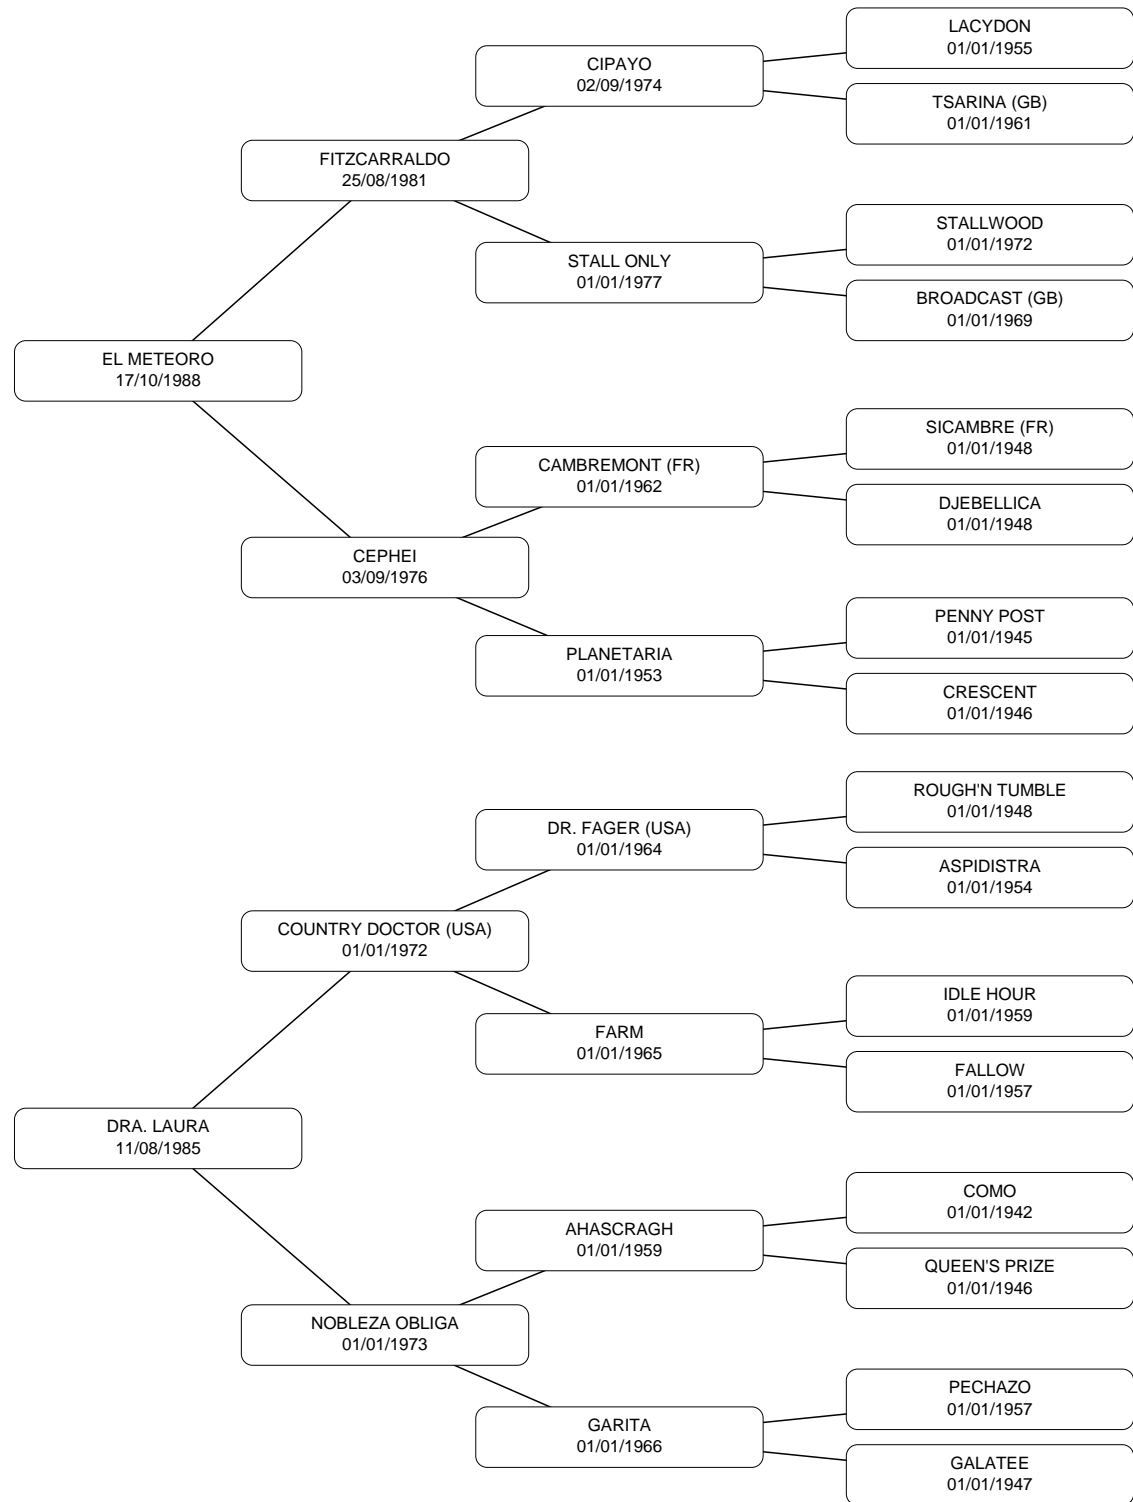 LACYDON
01/01/1955
CIPAYO
02/09/1974
TSARINA (GB)
01/01/1961
FITZCARRALDO
25/08/1981
STALLWOOD
01/01/1972
STALL ONLY
01/01/1977
BROADCAST (GB)
01/01/1969
EL METEORO
17/10/1988
SICAMBRE (FR)
01/01/1948
CAMBREMONT (FR)
01/01/1962
DJEBELLICA
01/01/1948
CEPHEI
03/09/1976
PENNY POST
01/01/1945
PLANETARIA
01/01/1953
CRESCENT
01/01/1946
ROUGH'N TUMBLE
01/01/1948
DR. FAGER (USA)
01/01/1964
ASPIDISTRA
01/01/1954
COUNTRY DOCTOR (USA)
01/01/1972
IDLE HOUR
01/01/1959
FARM
01/01/1965
FALLOW
01/01/1957
DRA. LAURA
11/08/1985
COMO
01/01/1942
AHASCRAGH
01/01/1959
QUEEN'S PRIZE
01/01/1946
NOBLEZA OBLIGA
01/01/1973
PECHAZO
01/01/1957
GARITA
01/01/1966
GALATEE
01/01/1947